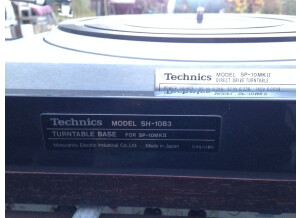 Technics MODEL SP-10MKII
DIRECT DRIVE TURNTABLE
Technics MODEL SH-10B3
TURNTABLE BASE FOR SP-10MKII
Matsushita Electric Industrial Co., Ltd. Made in Japan